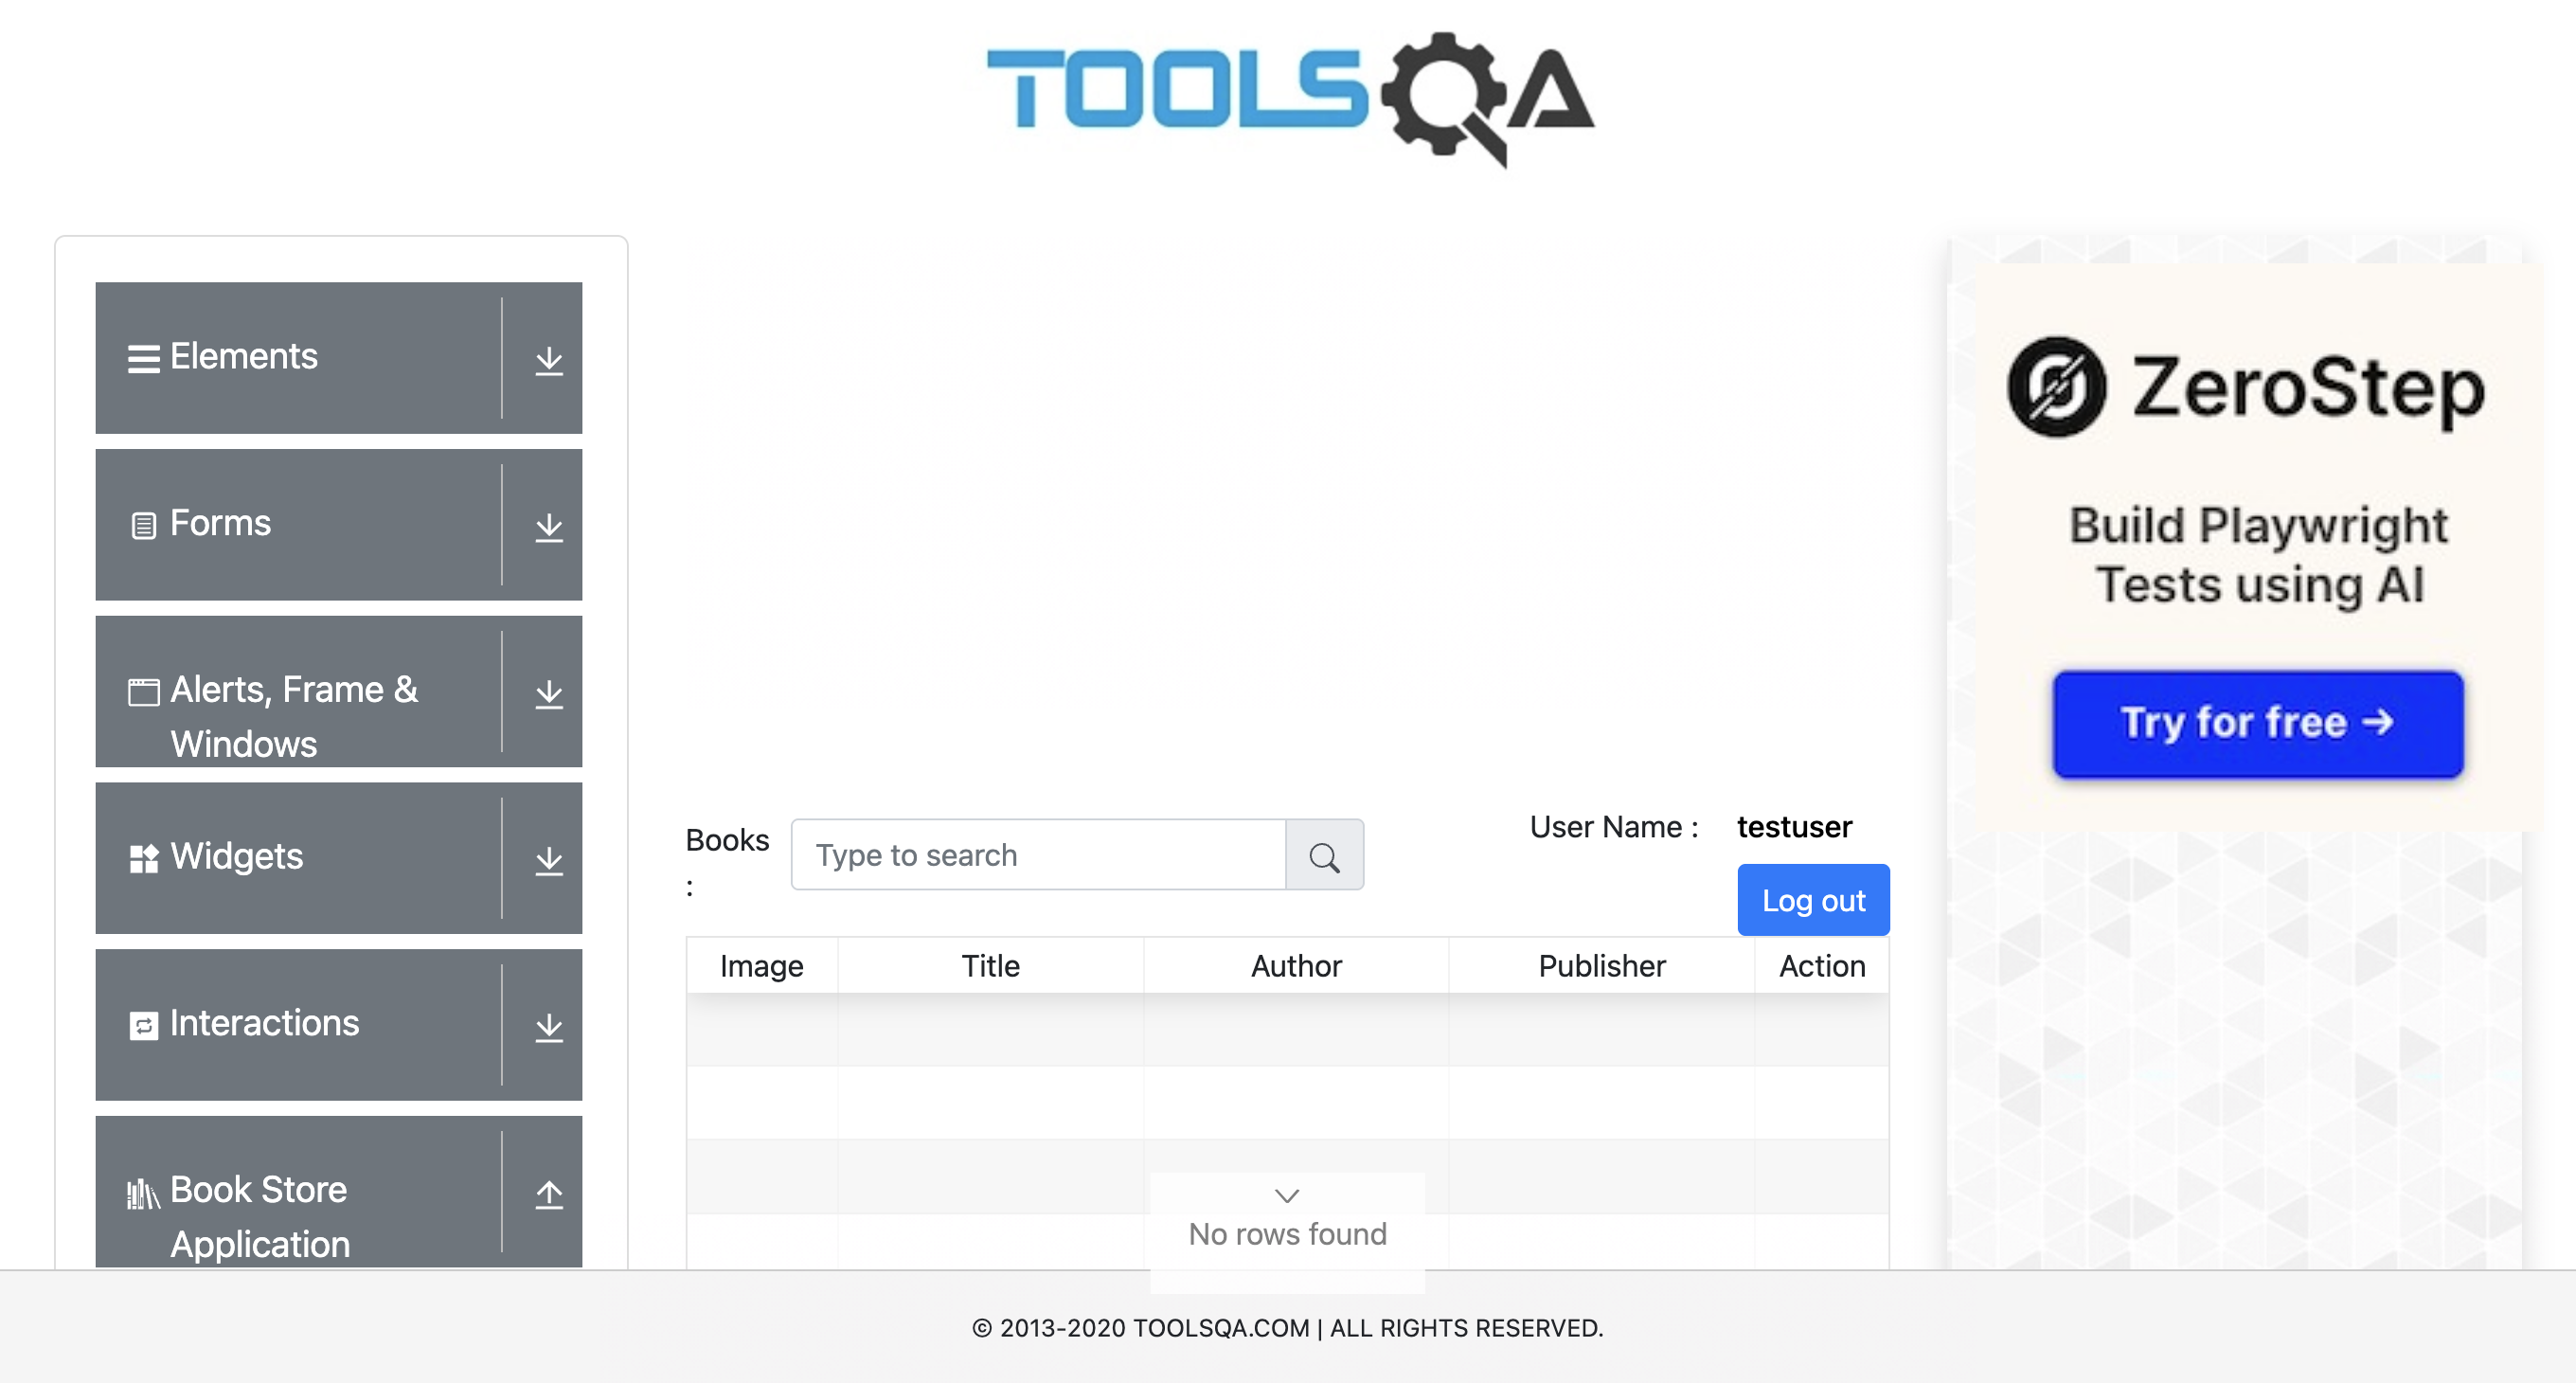 TOOLSQA
Elements
Forms
Alerts, Frame &
Windows
Widgets
Interactions
Book Store
Application
Books
:
Type to search
User Name :
testuser
Log out
Image
Title
Author
Publisher
Action
No rows found
ZeroStep
Build Playwright
Tests using AI
Try for free →
© 2013-2020 TOOLSQA.COM | ALL RIGHTS RESERVED.